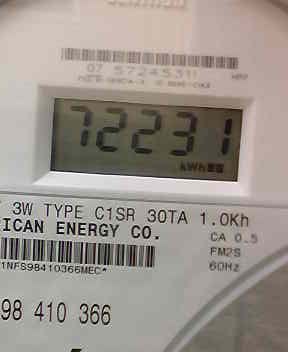 07 5724531
72231
kWh
3W TYPE C1SR 30TA 1.0Kh
ICAN ENERGY CO.
CA 0.5
FM2S
60Hz
1NFS98410366MEC*
98 410 366